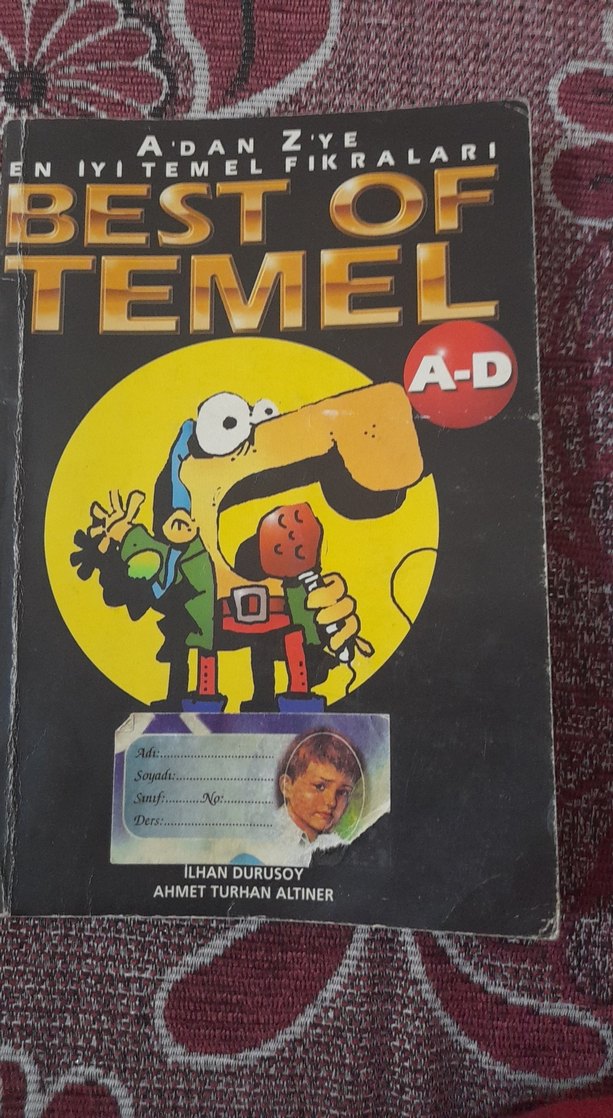 A'DAN Z'YE
EN İYİ TEMEL FIKRALARI
BEST OF
TEMEL
A-D
Adı:..............................
Soyadı:..........................
Sınıf:..........No:..............
Ders:.............................
İLHAN DURUSOY
AHMET TURHAN ALTINER